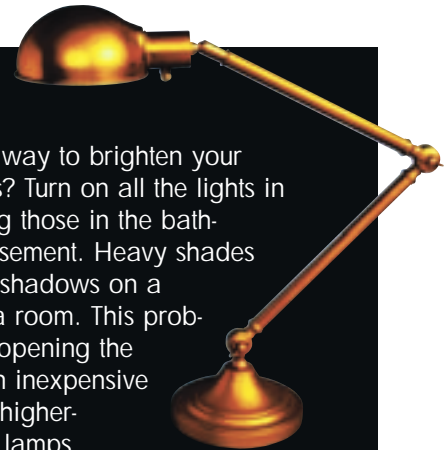 way to brighten your
? Turn on all the lights in
those in the bath-
Heavy shades
shadows on a
a room. This prob-
opening the
inexpensive
higher-
lamps